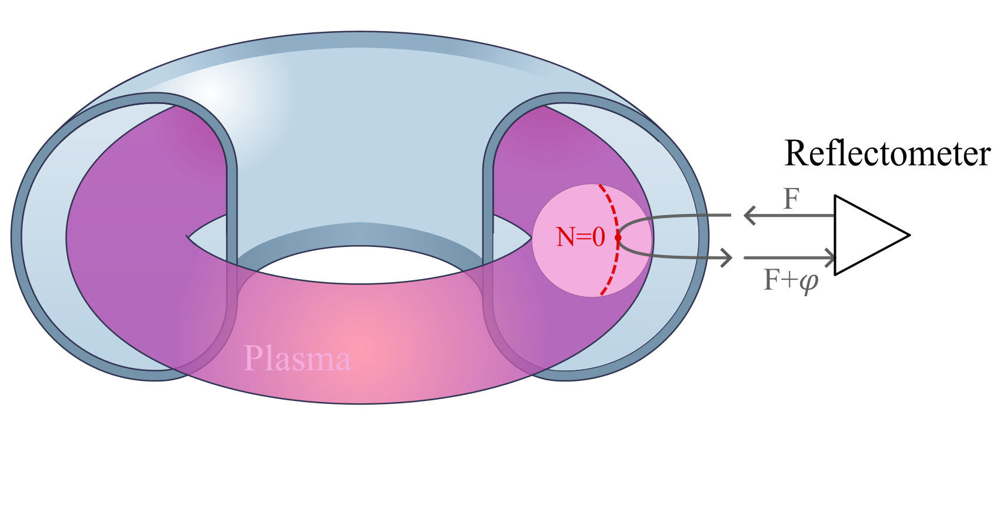 Reflectometer
F
N=0
F+φ
Plasma